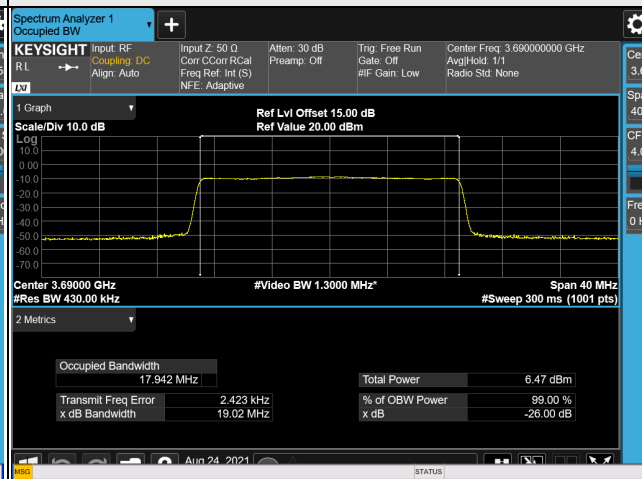 Spectrum Analyzer 1
Occupied BW
KEYSIGHT
R L
LXI
Input: RF
Coupling: DC
Align: Auto
Input Z: 50 Ω
Corr CCorr RCal
Freq Ref: Int (S)
NFE: Adaptive
Atten: 30 dB
Preamp: Off
Trig: Free Run
Gate: Off
#IF Gain: Low
Center Freq: 3.690000000 GHz
Avg|Hold: 1/1
Radio Std: None
1 Graph
Scale/Div 10.0 dB
Ref Lvl Offset 15.00 dB
Ref Value 20.00 dBm
Log
10.0
0.00
-10.0
-20.0
-30.0
-40.0
-50.0
-60.0
-70.0
Center 3.69000 GHz
#Video BW 1.3000 MHz*
Span 40 MHz
#Res BW 430.00 kHz
#Sweep 300 ms (1001 pts)
2 Metrics
Occupied Bandwidth
17.942 MHz
Total Power 6.47 dBm
Transmit Freq Error 2.423 kHz
% of OBW Power 99.00 %
x dB Bandwidth 19.02 MHz
x dB -26.00 dB
Aug 24, 2021
MSG
STATUS